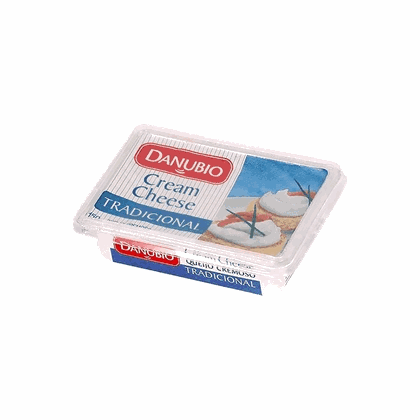 DANUBIO
Cream
Cheese
TRADICIONAL
DANUBIO
Cream Cheese
QUEIJO CREMOSO
TRADICIONAL